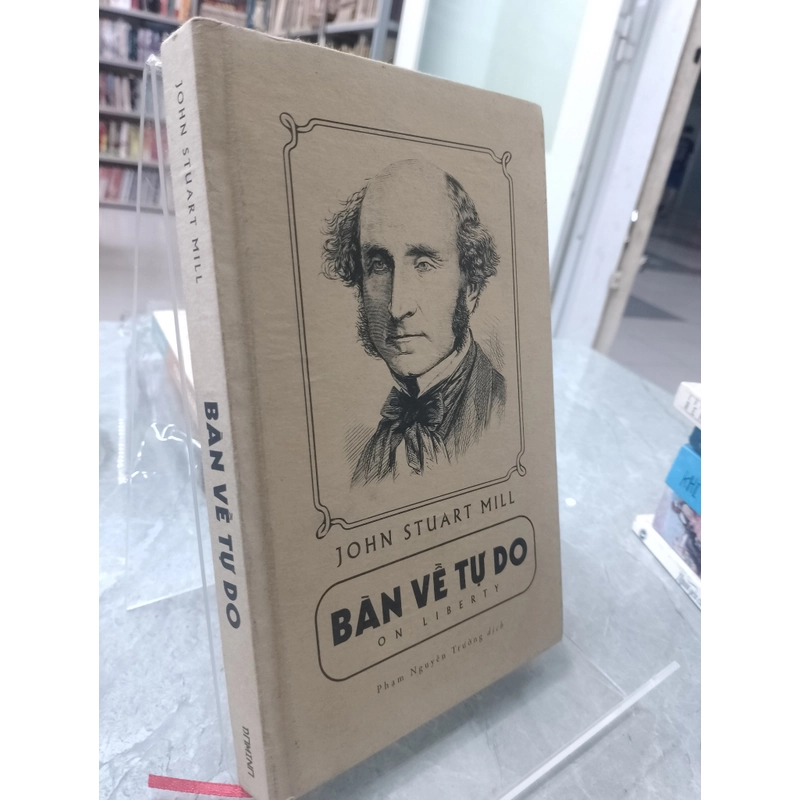 JOHN STUART MILL
BÀN VỀ TỰ DO
JOHN STUART MILL
BÀN VỀ TỰ DO
ON LIBERTY
Phạm Nguyên Trường dịch